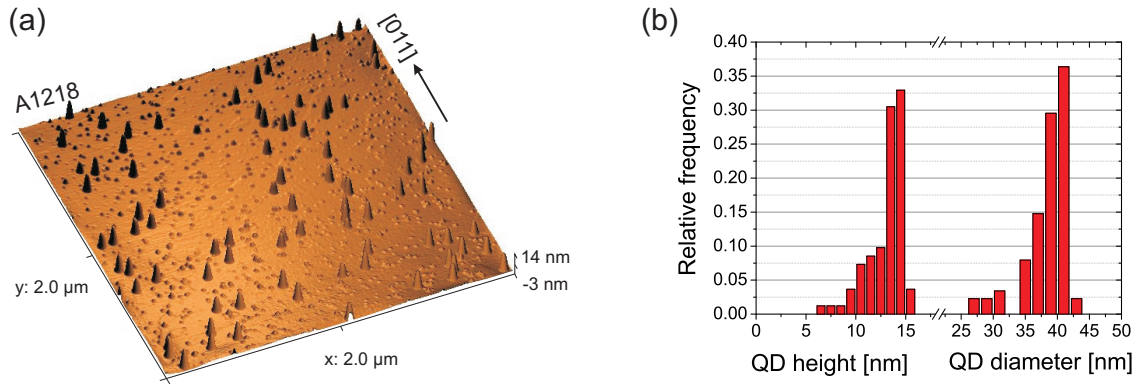 (a)
A1218
[011]
14 nm
-3 nm
y: 2.0 µm
x: 2.0 µm
(b)
0.40
0.35
0.30
0.25
0.20
0.15
0.10
0.05
0.00
Relative frequency
0 5 10 15 25 30 35 40 45 50
QD height [nm] QD diameter [nm]